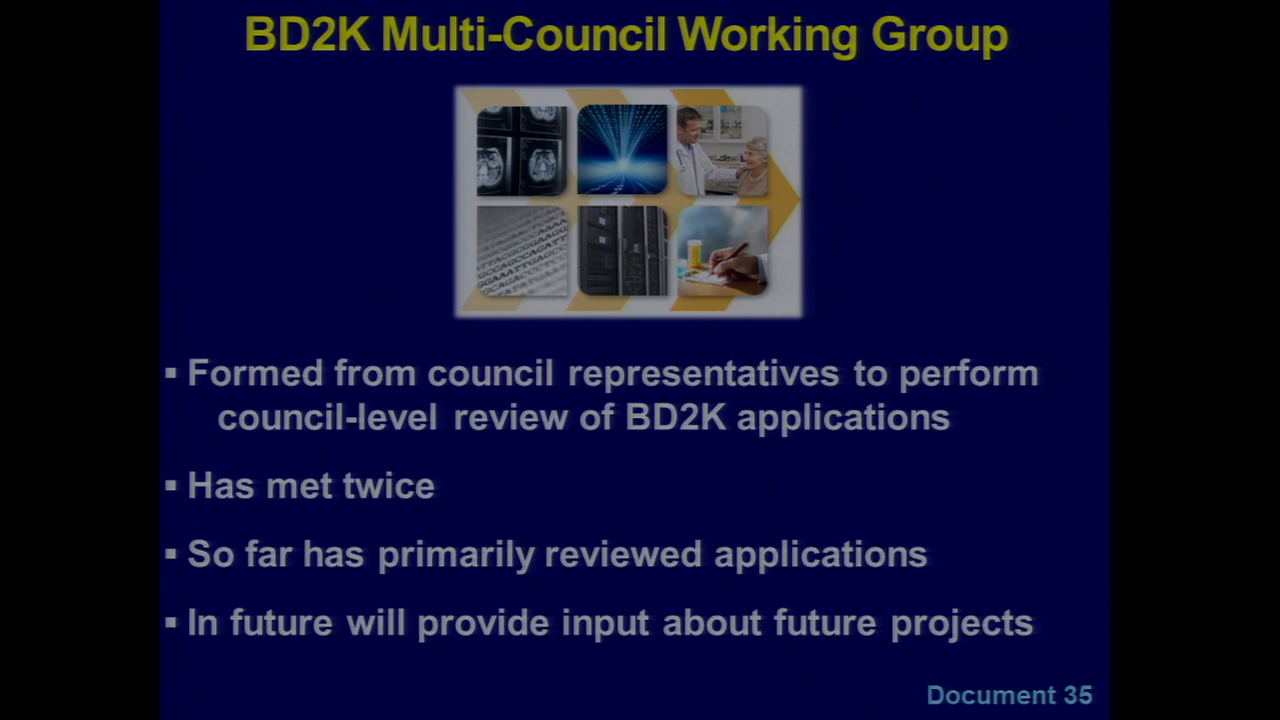 BD2K Multi-Council Working Group
▪ Formed from council representatives to perform
council-level review of BD2K applications
▪ Has met twice
▪ So far has primarily reviewed applications
▪ In future will provide input about future projects
Document 35